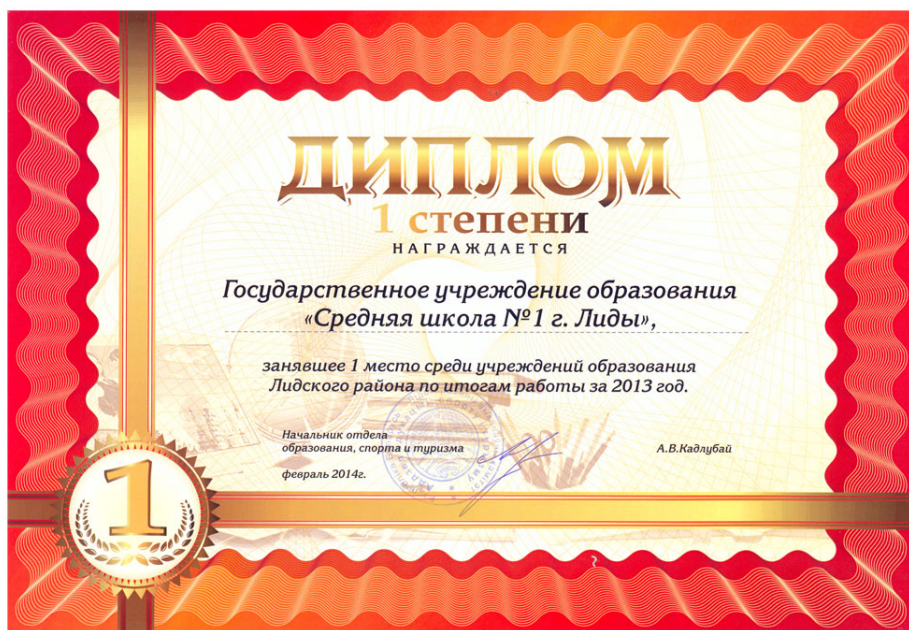 ДИПЛОМ
1 степени
НАГРАЖДАЕТСЯ
Государственное учреждение образования
«Средняя школа №1 г. Лиды»,
занявшее 1 место среди учреждений образования
Лидского района по итогам работы за 2013 год.
Начальник отдела
образования, спорта и туризма
А.В.Кадлубай
февраль 2014г.
1